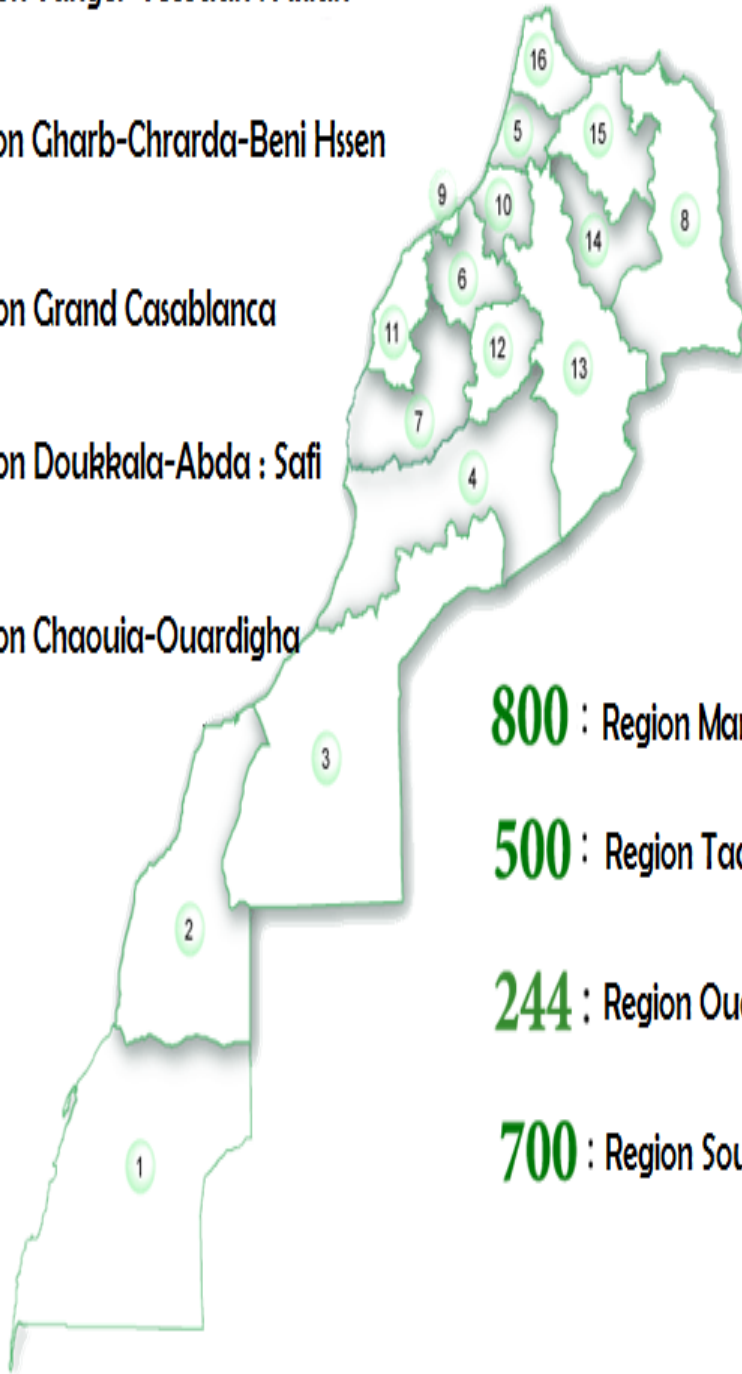 on Gharb-Chrarda-Beni Hssen
on Grand Casablanca
on Doukkala-Abda : Safi
on Chaouia-Ouardigha
16
5
15
9
10
8
14
6
11
12
13
7
4
3
2
1
800 : Region Mar
500 : Region Tad
244 : Region Oue
700 : Region Sou